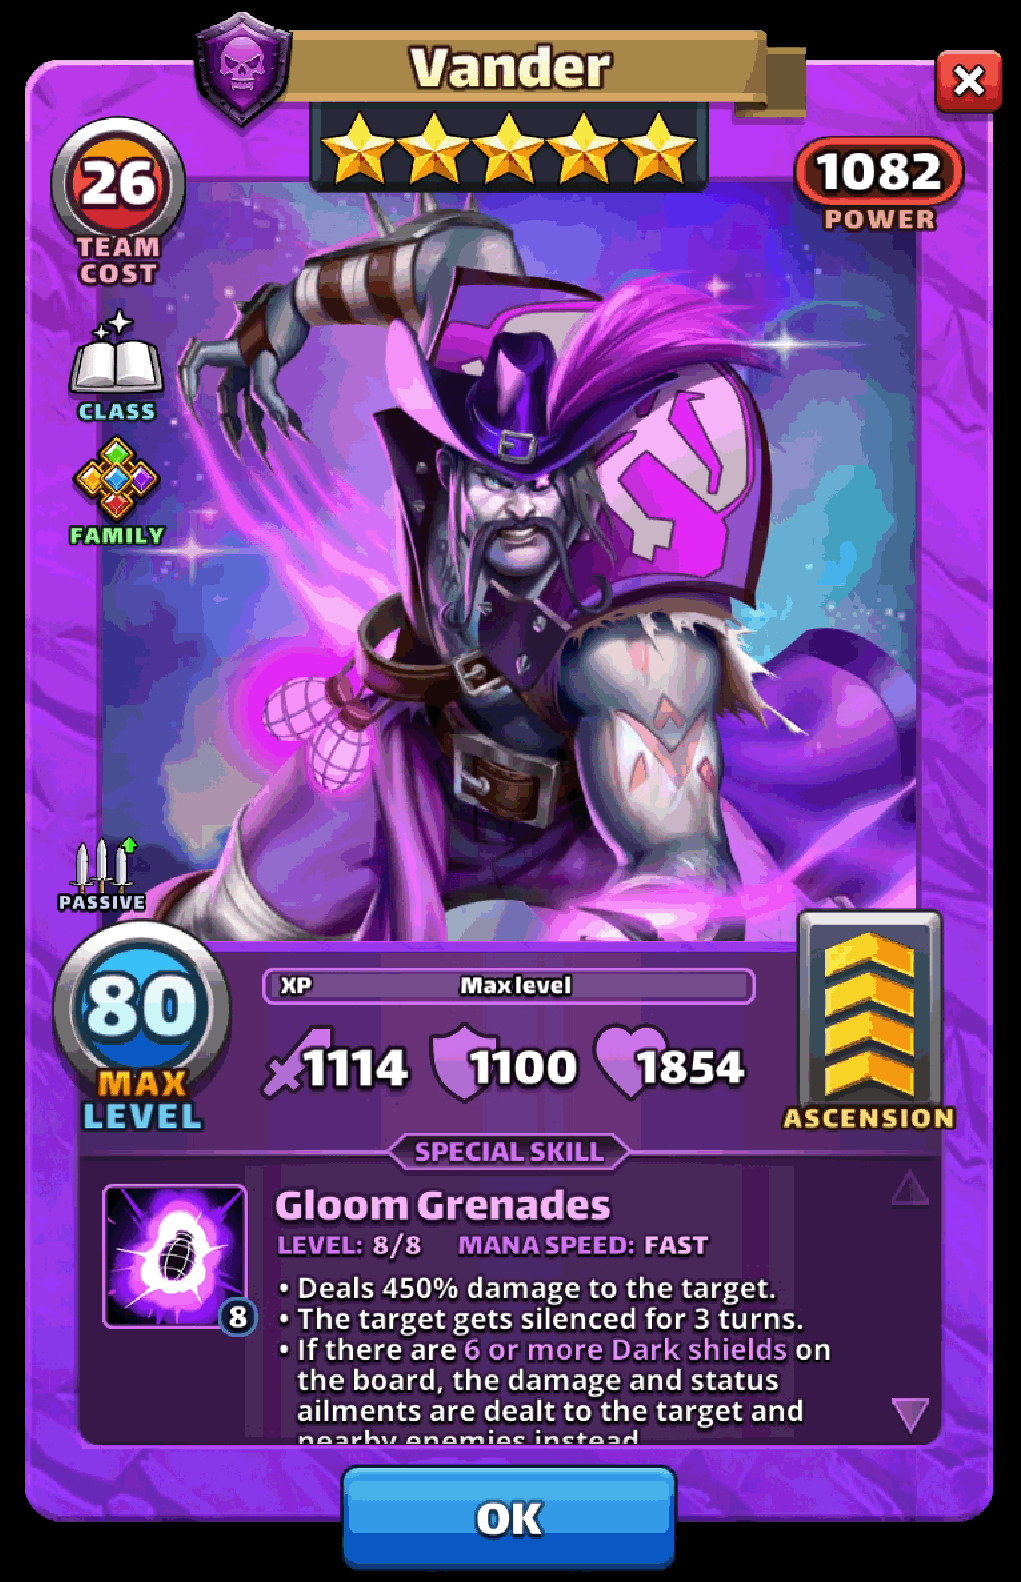 Vander
26
TEAM
COST
1082
POWER
CLASS
FAMILY
PASSIVE
80
MAX
LEVEL
XP Max level
1114 1100 1854
ASCENSION
SPECIAL SKILL
Gloom Grenades
LEVEL: 8/8 MANA SPEED: FAST
8
• Deals 450% damage to the target.
• The target gets silenced for 3 turns.
• If there are 6 or more Dark shields on
the board, the damage and status
ailments are dealt to the target and
nearby enemies instead
OK